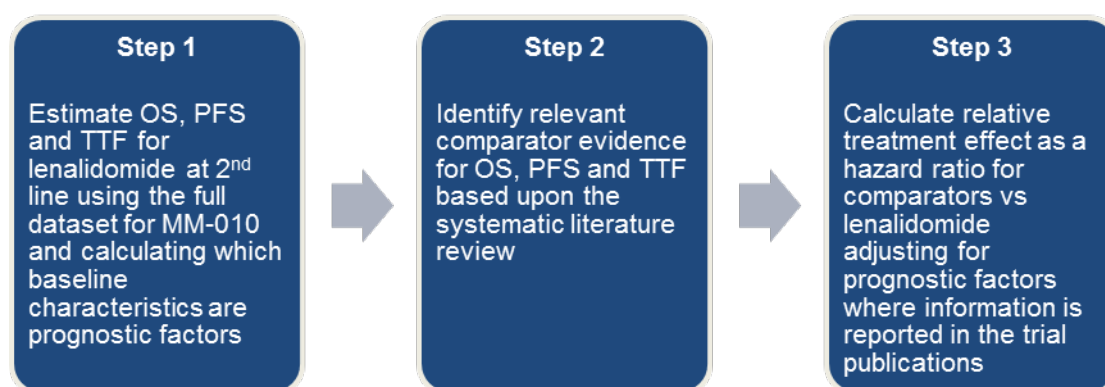 Step 1
Estimate OS, PFS
and TTF for
lenalidomide at 2nd
line using the full
dataset for MM-010
and calculating which
baseline
characteristics are
prognostic factors
Step 2
Identify relevant
comparator evidence
for OS, PFS and TTF
based upon the
systematic literature
review
Step 3
Calculate relative
treatment effect as a
hazard ratio for
comparators vs
lenalidomide
adjusting for
prognostic factors
where information is
reported in the trial
publications